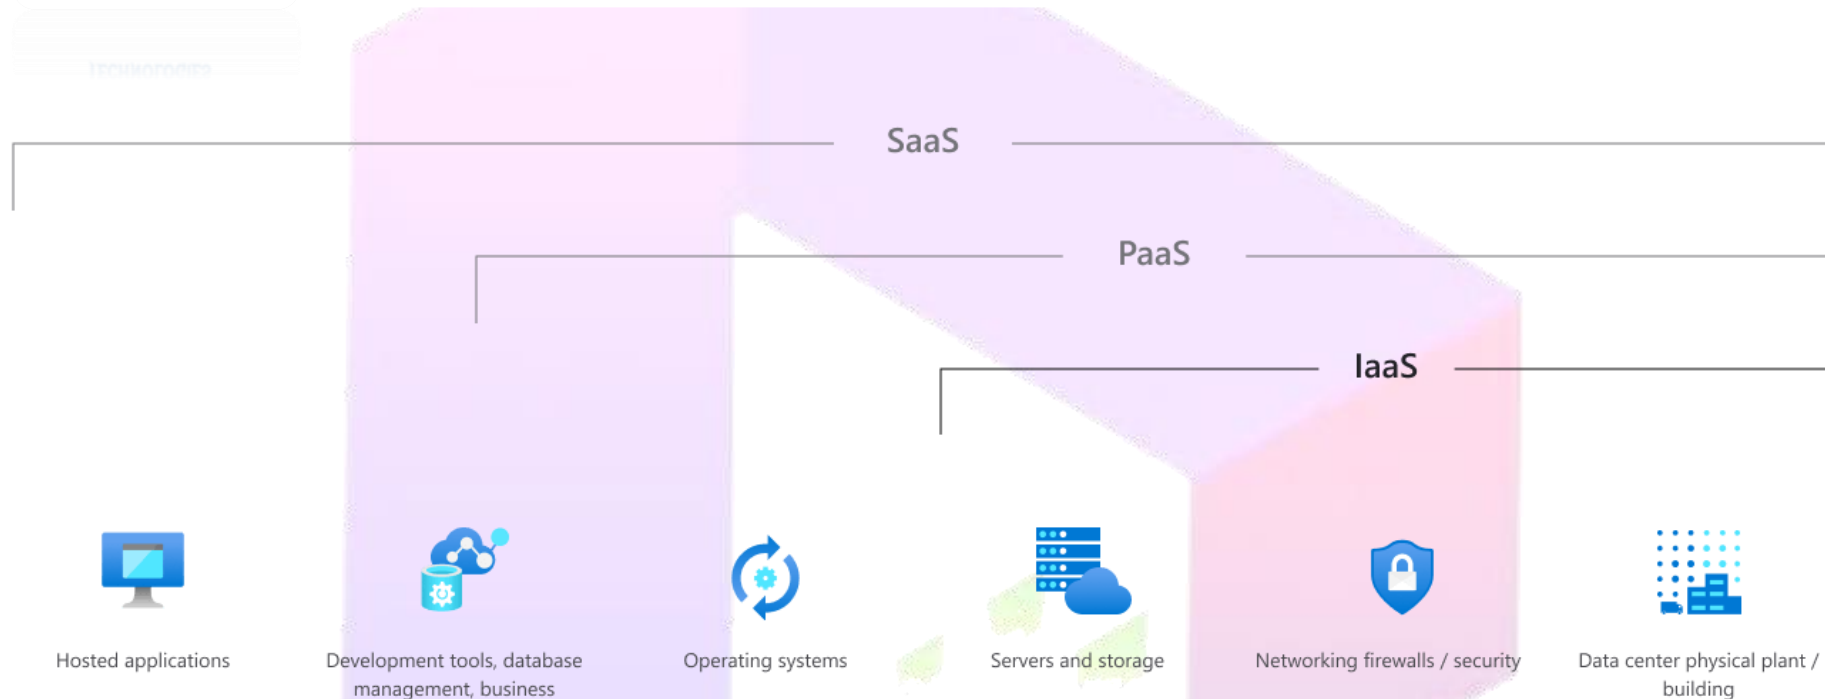 SaaS
PaaS
IaaS
Hosted applications
Development tools, database
management, business
Operating systems
Servers and storage
Networking firewalls / security
Data center physical plant /
building